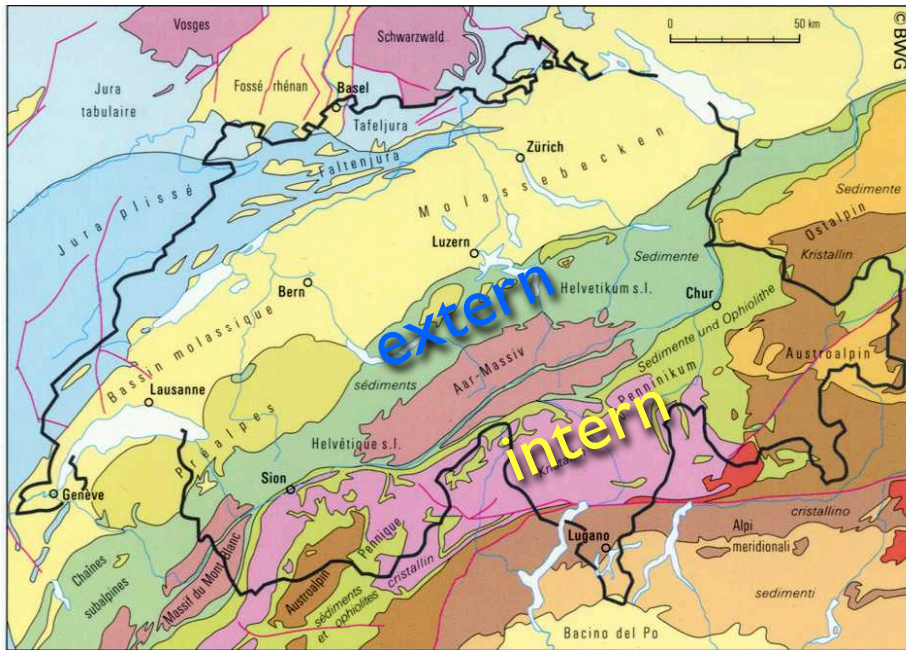 Vosges
Schwarzwald
0 50 km
© BWG
Fossé rhénan
Basel
Jura
tabulaire
Tafeljura
Faltenjura
Zürich
Jura plissé
Molassebecken
Sedimente
Ostalpin
Kristallin
Luzern
Sedimente
Bern
extern
Helvetikum s.l.
Chur
Bassin molassique
Sedimente und Ophiolithe
Aar-Massiv
Austroalpin
Lausanne
sédiments
Penninikum
Préalpes
Helvétique s.l.
intern
Sion
Genève
cristallino
Lugano
Alpi
meridionali
Pennique
cristallin
Chaînes
subalpines
Massif du Mont Blanc
Austroalpin
sédiments
et ophiolites
sedimenti
Bacino del Po